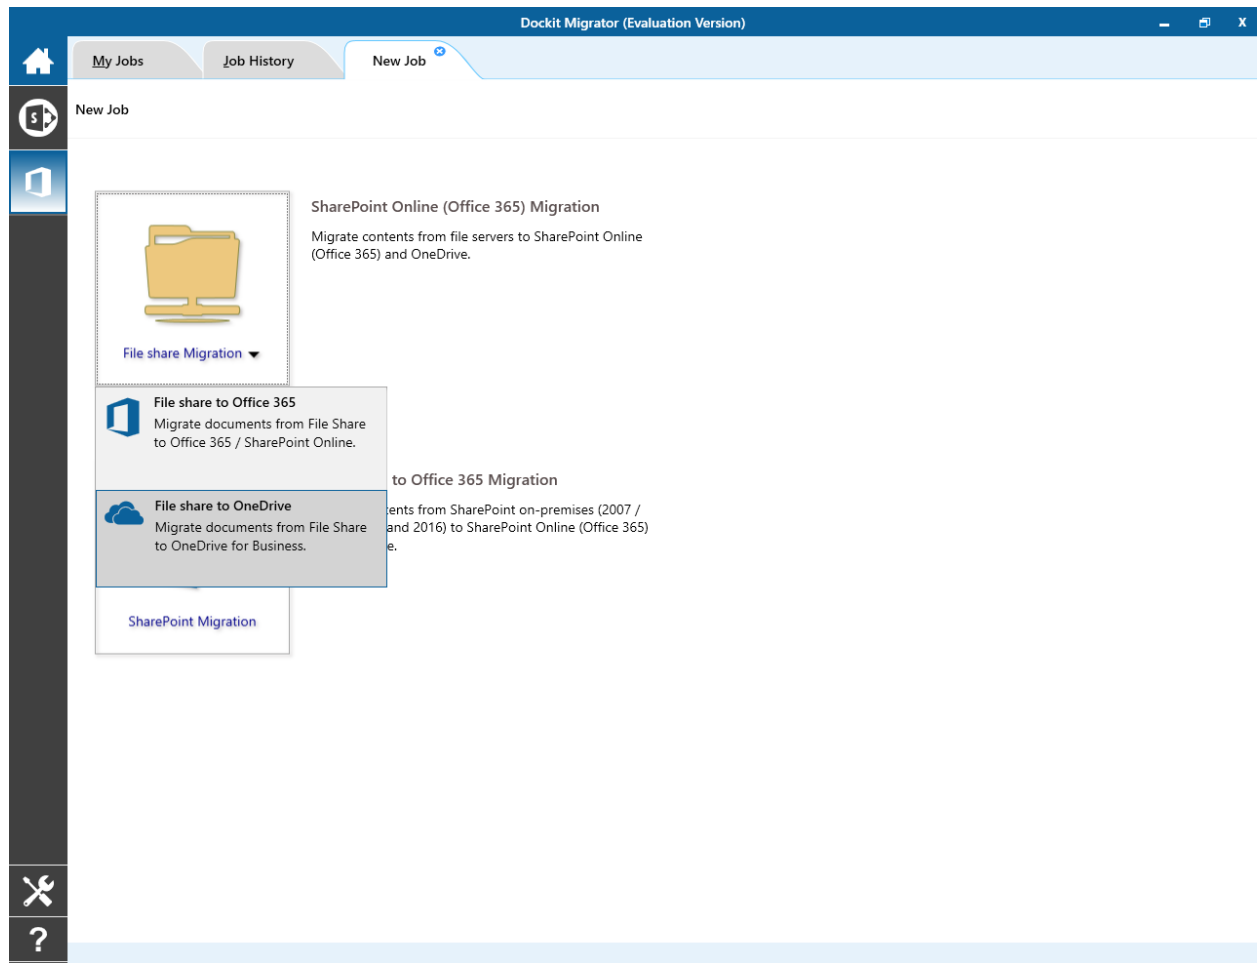 Dockit Migrator (Evaluation Version)
X
My Jobs
Job History
New Job
New Job
S
SharePoint Online (Office 365) Migration
Migrate contents from file servers to SharePoint Online
(Office 365) and OneDrive.
File share Migration
File share to Office 365
Migrate documents from File Share
to Office 365 / SharePoint Online.
to Office 365 Migration
File share to OneDrive
Migrate documents from File Share
to OneDrive for Business.
ents from SharePoint on-premises (2007 /
and 2016) to SharePoint Online (Office 365)
e.
SharePoint Migration
?